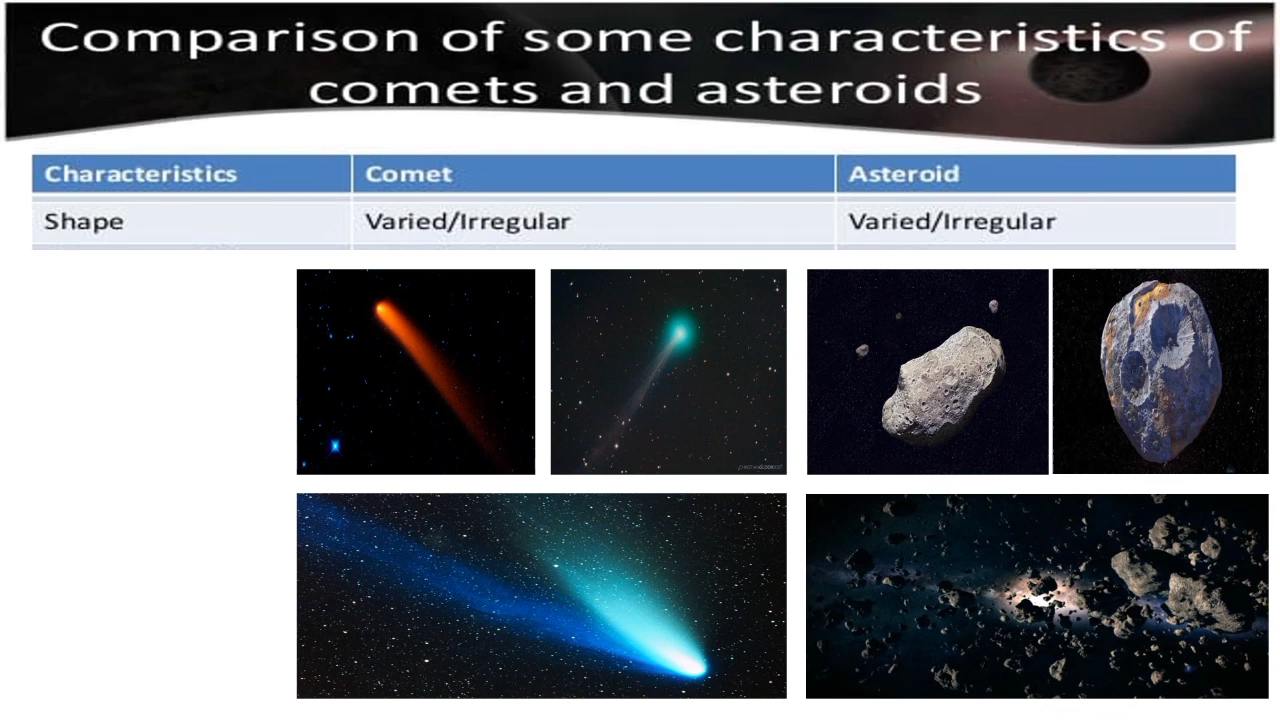 Comparison of some characteristics of
comets and asteroids
Characteristics Comet Asteroid
Shape Varied/Irregular Varied/Irregular